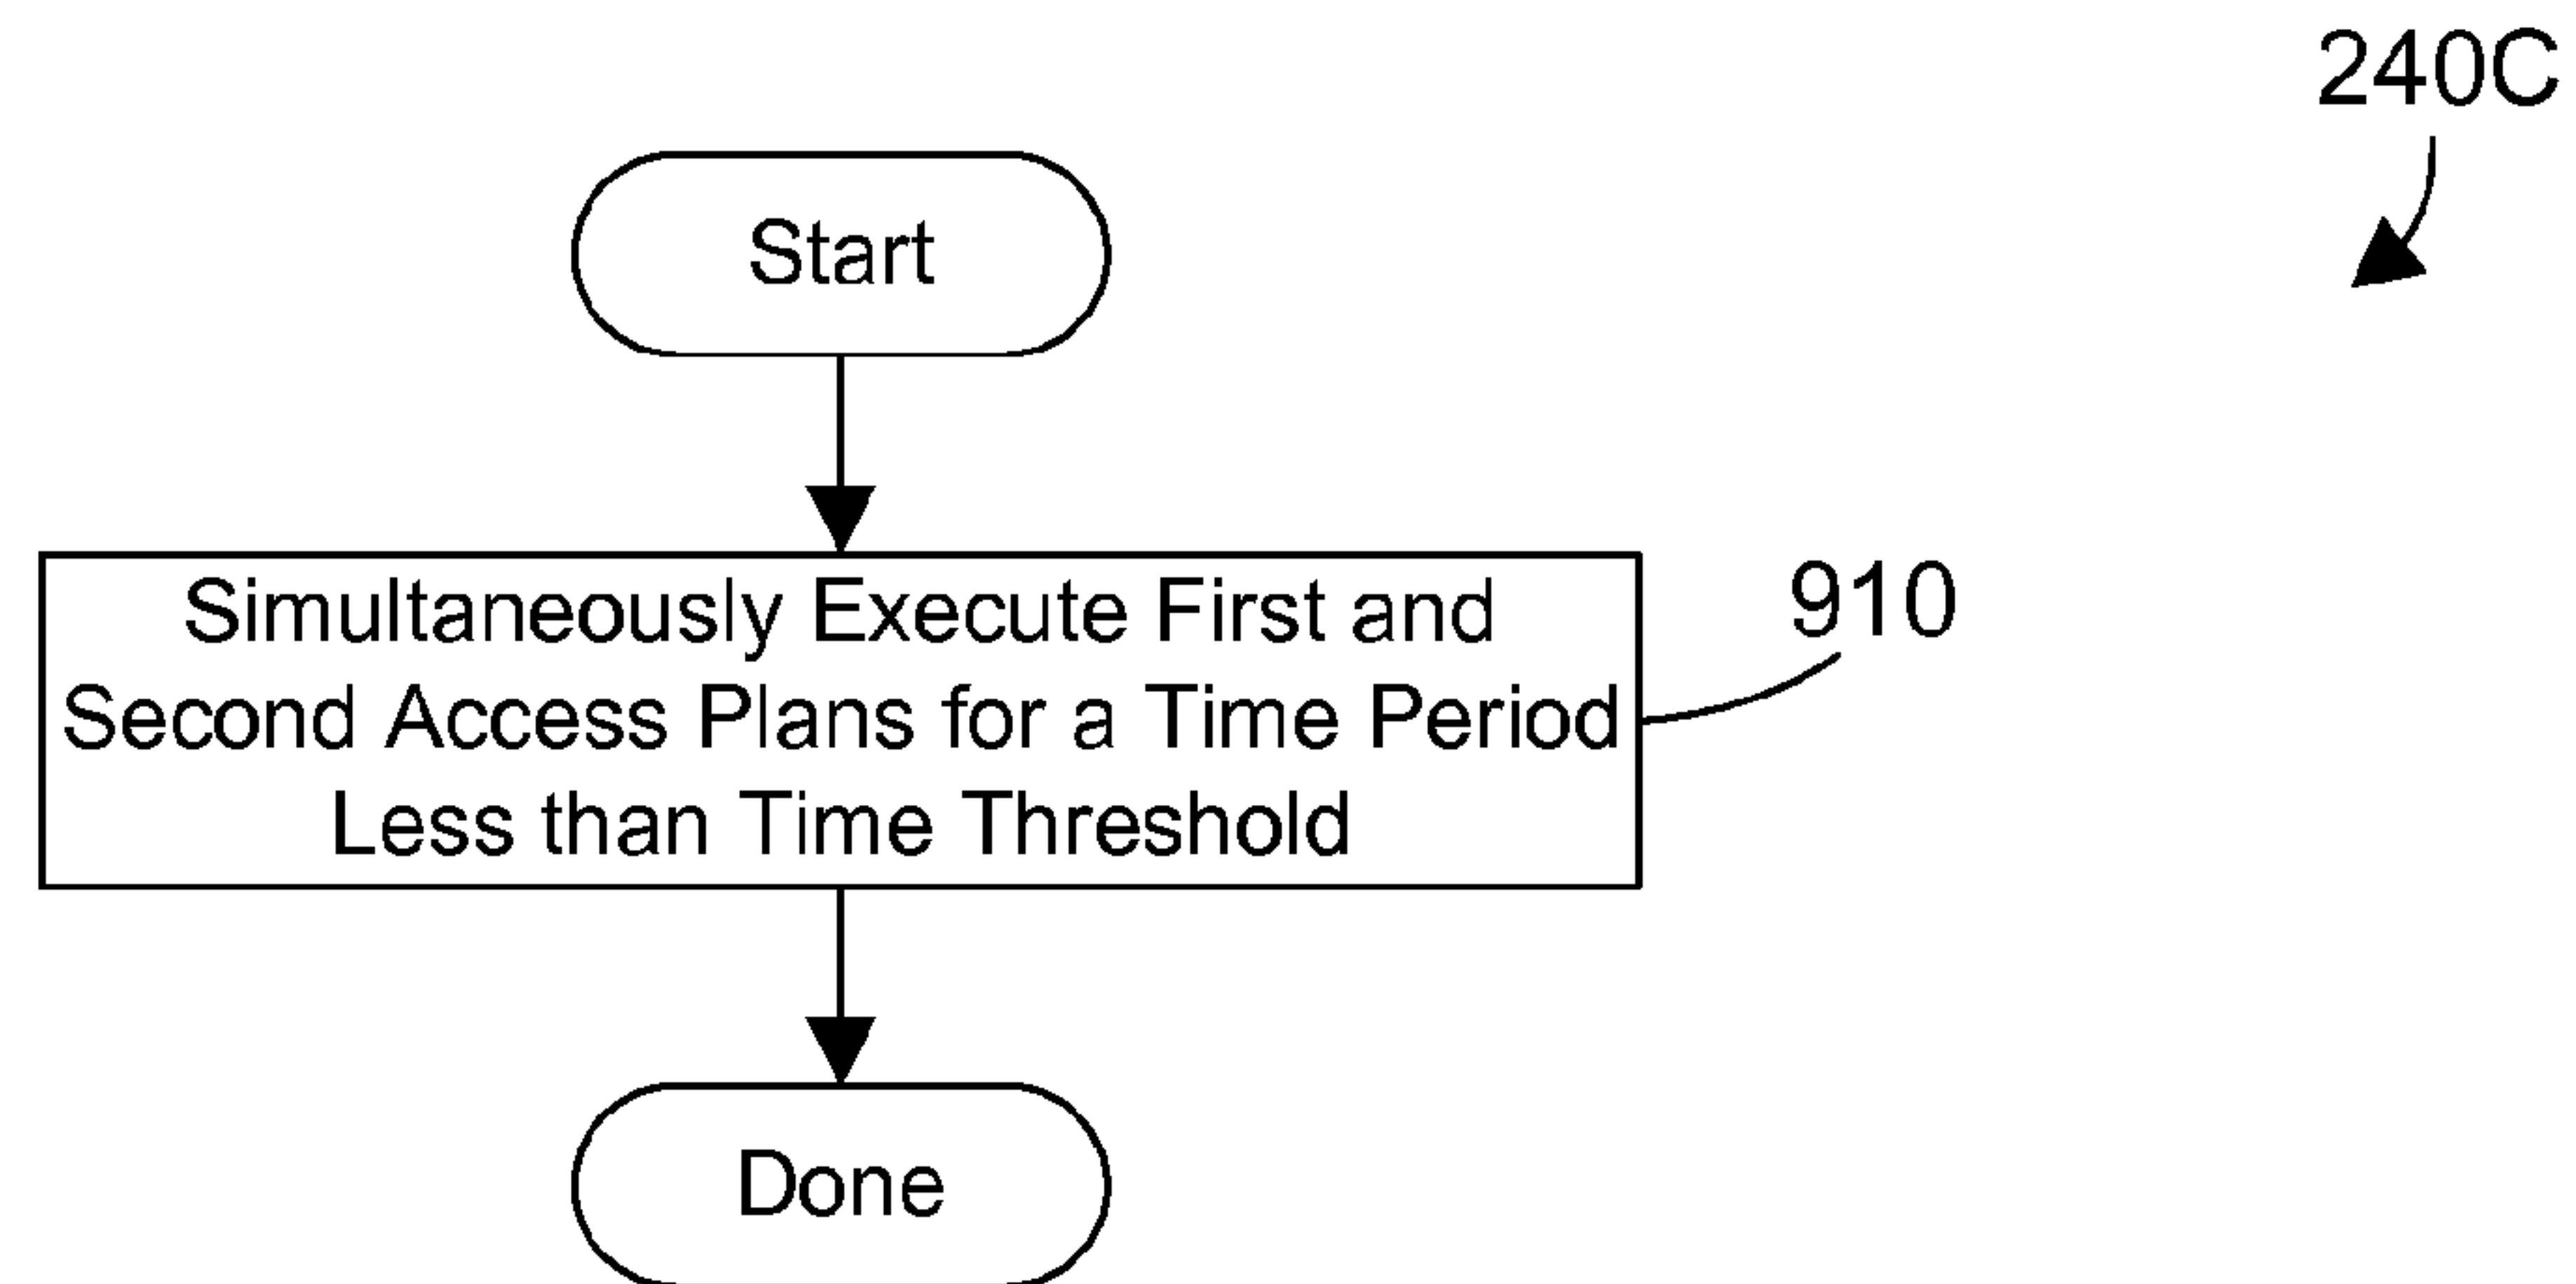 240C
Start
Simultaneously Execute First and
Second Access Plans for a Time Period
Less than Time Threshold
910
Done